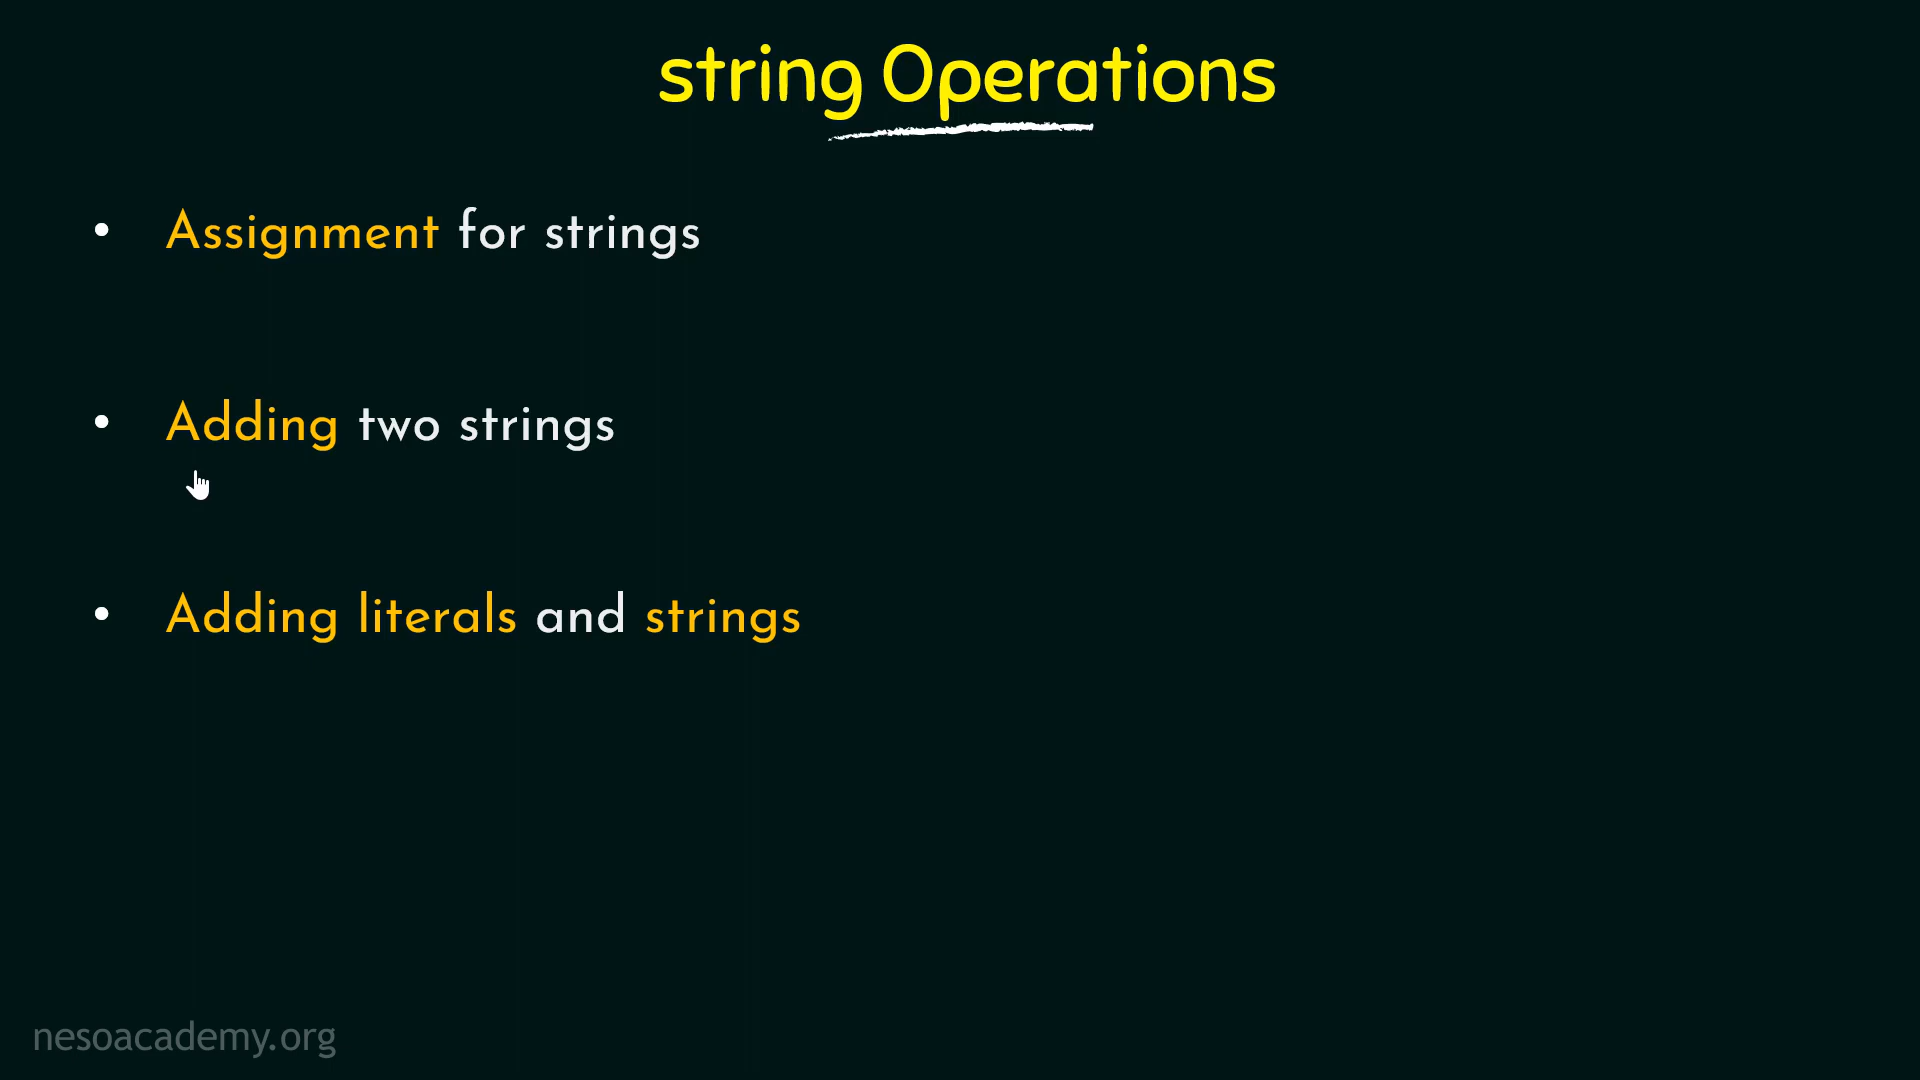 string Operations
• Assignment for strings
• Adding two strings
• Adding literals and strings
nesoacademy.org